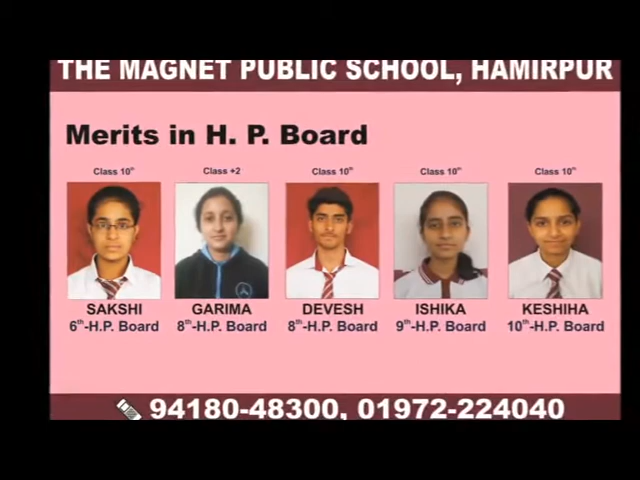 THE MAGNET PUBLIC SCHOOL, HAMIRPUR
Merits in H. P. Board
Class 10th Class +2 Class 10th Class 10th Class 10th
SAKSHI GARIMA DEVESH ISHIKA KESHIHA
6th-H.P. Board 8th-H.P. Board 8th-H.P. Board 9th-H.P. Board 10th-H.P. Board
94180-48300, 01972-224040